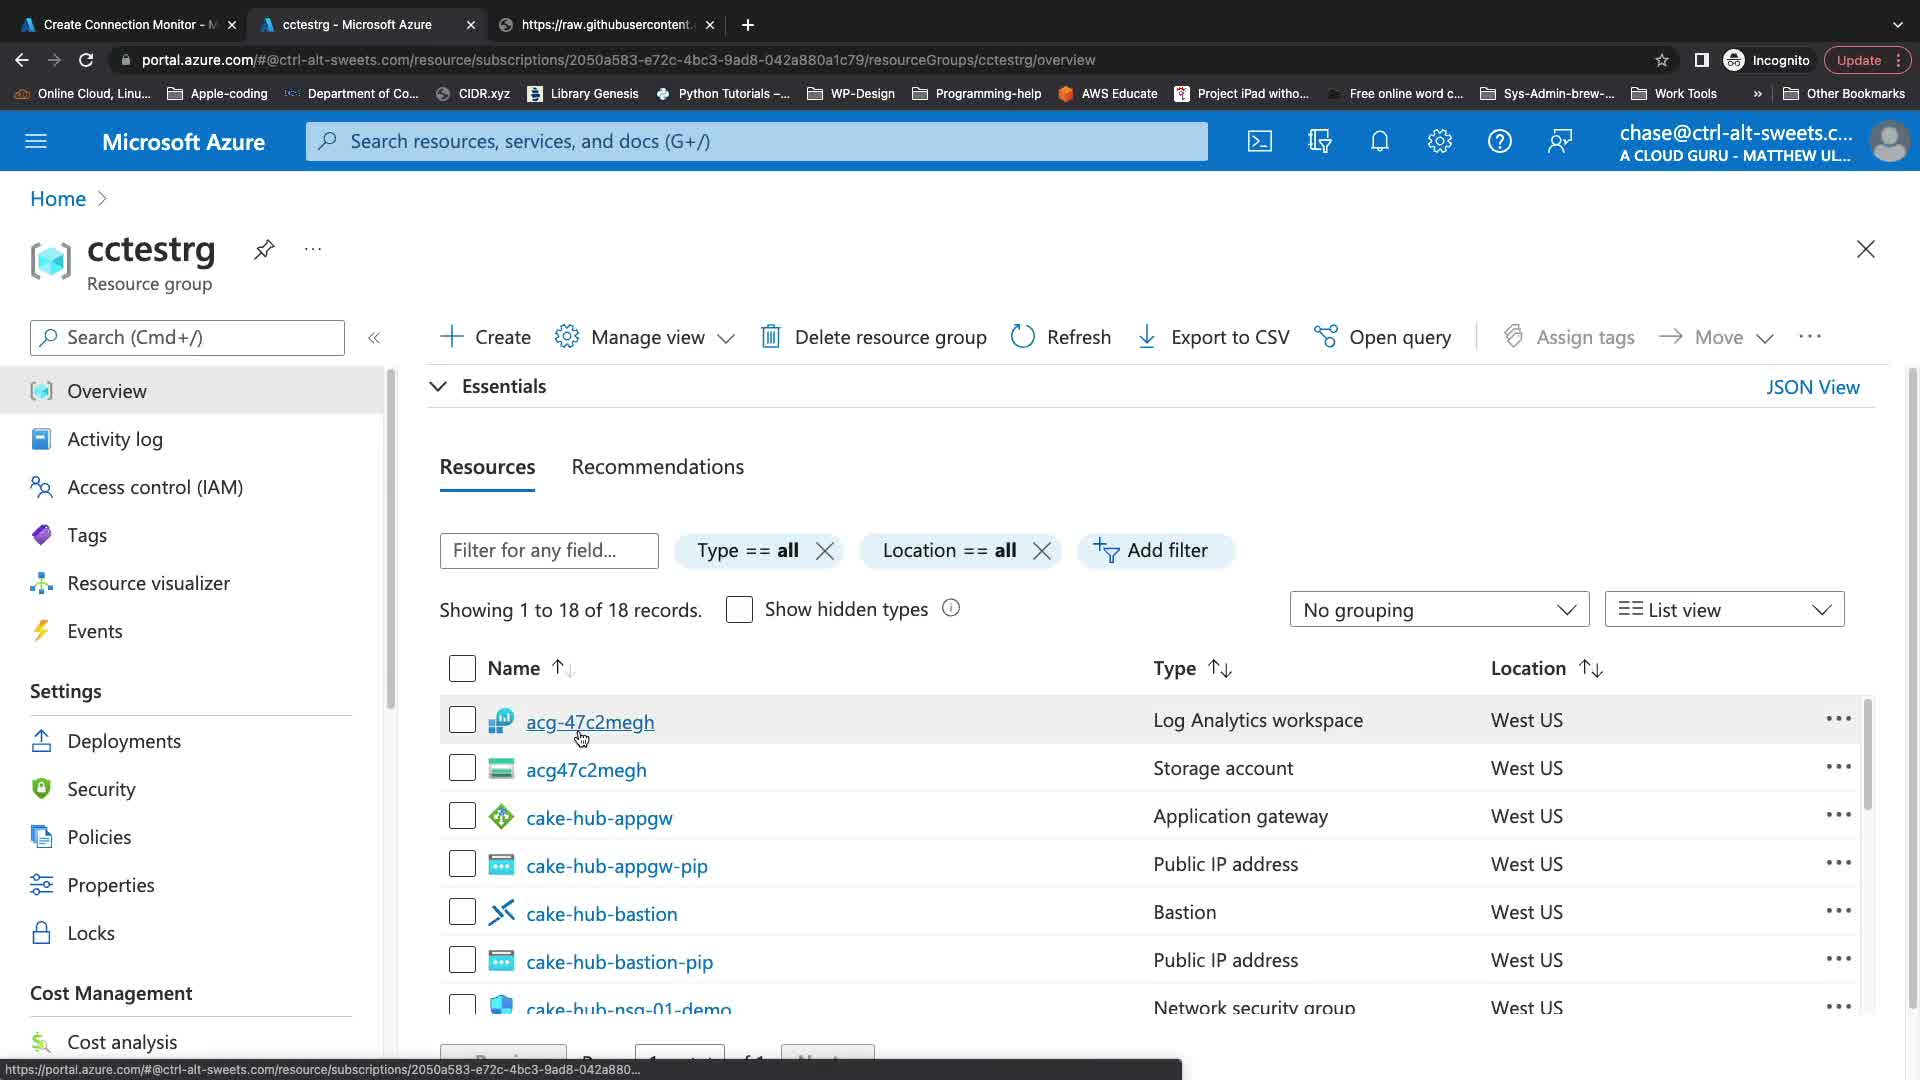 Create Connection Monitor - M
cctestrg - Microsoft Azure
https://raw.githubusercontent.
portal.azure.com/#@ctrl-alt-sweets.com/resource/subscriptions/2050a583-e72c-4bc3-9ad8-042a880a1c79/resourceGroups/cctestrg/overview
Incognito
Update
Online Cloud, Linu...
Apple-coding
Department of Co...
CIDR.xyz
Library Genesis
Python Tutorials –...
WP-Design
Programming-help
AWS Educate
Project iPad witho...
Free online word c...
Sys-Admin-brew-...
Work Tools
»
Other Bookmarks
Microsoft Azure
Search resources, services, and docs (G+/)
chase@ctrl-alt-sweets.c...
A CLOUD GURU - MATTHEW UL...
Home
cctestrg
Resource group
Search (Cmd+/)
«
Create
Manage view
Delete resource group
Refresh
Export to CSV
Open query
Assign tags
Move
Overview
Activity log
Access control (IAM)
Tags
Resource visualizer
Events
Settings
Deployments
Security
Policies
Properties
Locks
Cost Management
Cost analysis
Essentials
JSON View
Resources
Recommendations
Filter for any field...
Type == all
Location == all
Add filter
Showing 1 to 18 of 18 records.
Show hidden types
No grouping
List view
Name
Type
Location
acg-47c2megh
Log Analytics workspace
West US
acg47c2megh
Storage account
West US
cake-hub-appgw
Application gateway
West US
cake-hub-appgw-pip
Public IP address
West US
cake-hub-bastion
Bastion
West US
cake-hub-bastion-pip
Public IP address
West US
cake-hub-nsg-01-demo
Network security group
West US
https://portal.azure.com/#@ctrl-alt-sweets.com/resource/subscriptions/2050a583-e72c-4bc3-9ad8-042a880...